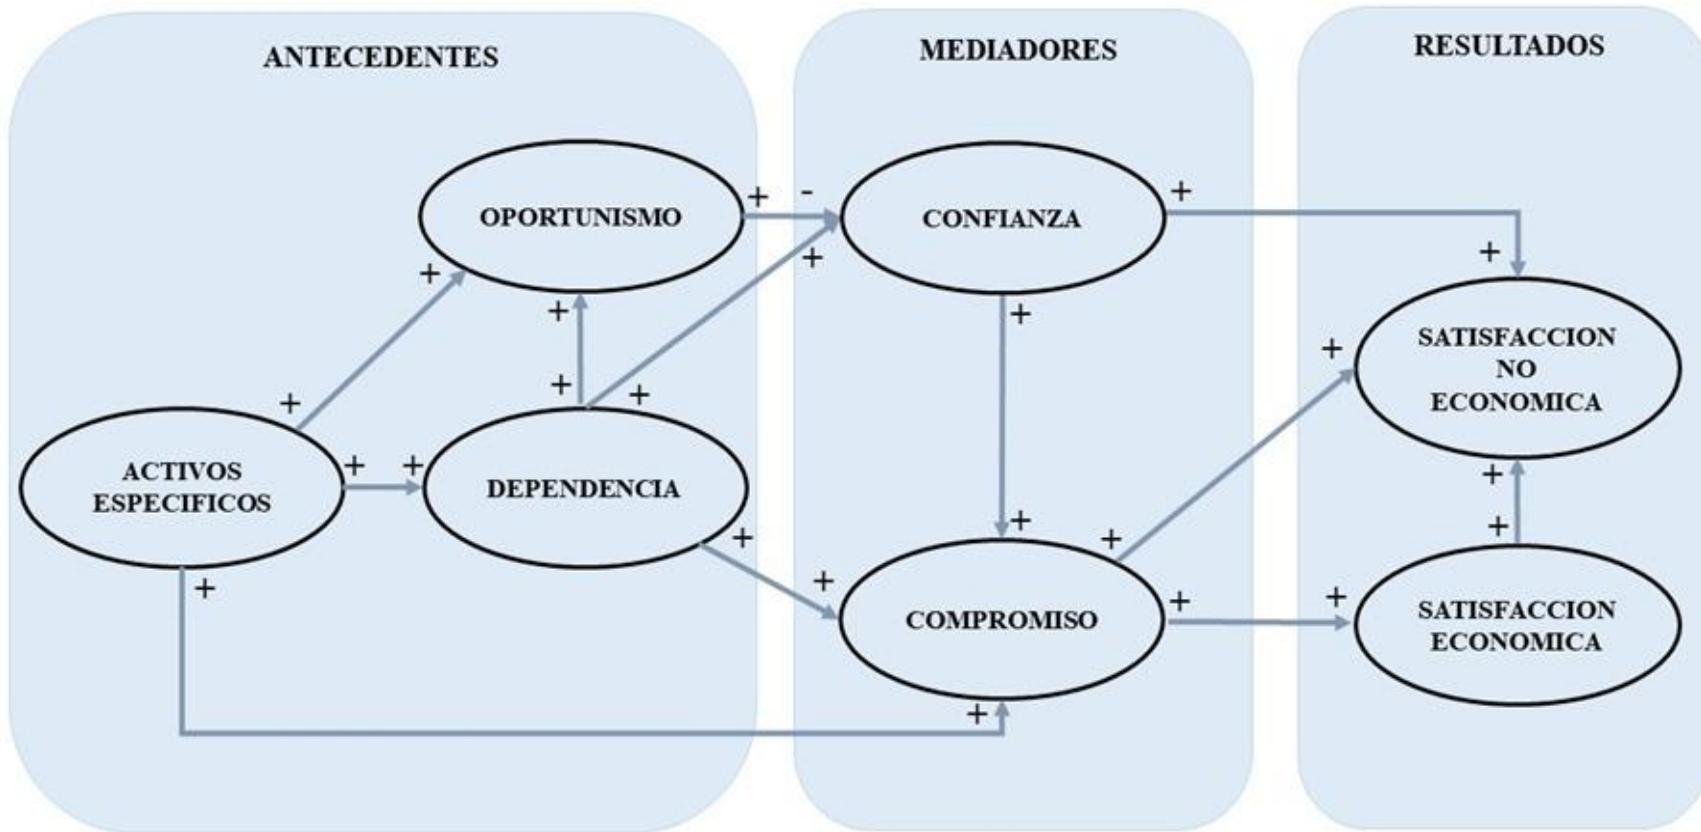 ANTECEDENTES
MEDIADORES
RESULTADOS
OPORTUNISMO
+ -
CONFIANZA
+
+
+
+
+
+
+
SATISFACCION
NO
ECONOMICA
+
+
+
+
ACTIVOS
ESPECIFICOS
+ +
DEPENDENCIA
+
+
+
+
+
+
+
COMPROMISO
+ +
SATISFACCION
ECONOMICA
+
+